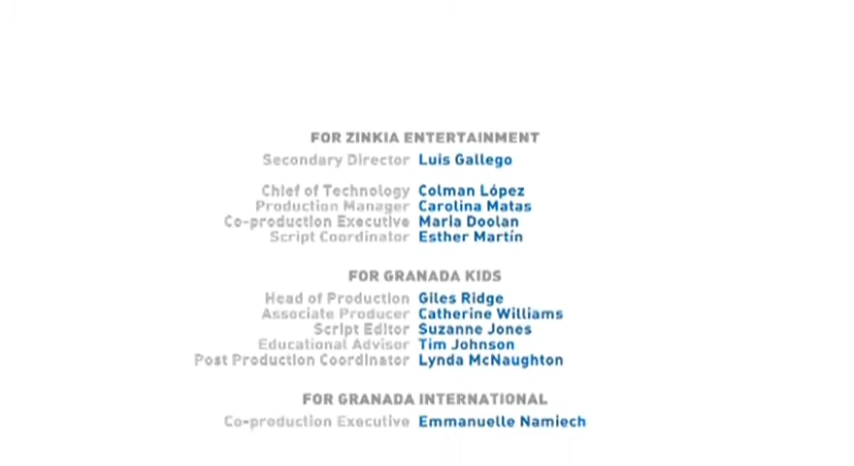 FOR ZINKIA ENTERTAINMENT
Secondary Director Luis Gallego
Chief of Technology Colman López
Production Manager Carolina Matas
Co-production Executive Maria Doolan
Script Coordinator Esther Martín
FOR GRANADA KIDS
Head of Production Giles Ridge
Associate Producer Catherine Williams
Script Editor Suzanne Jones
Educational Advisor Tim Johnson
Post Production Coordinator Lynda McNaughton
FOR GRANADA INTERNATIONAL
Co-production Executive Emmanuelle Namiech